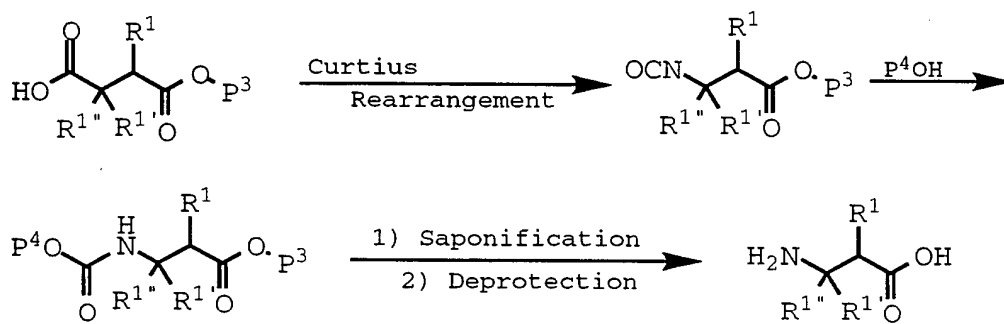 O R¹
HO O P³
R¹" R¹' O
Curtius
Rearrangement
R¹
OCN O P³
R¹" R¹' O
P⁴OH
R¹
P⁴O H N O P³
O R¹" R¹' O
1) Saponification
2) Deprotection
R¹
H₂N OH
R¹" R¹' O